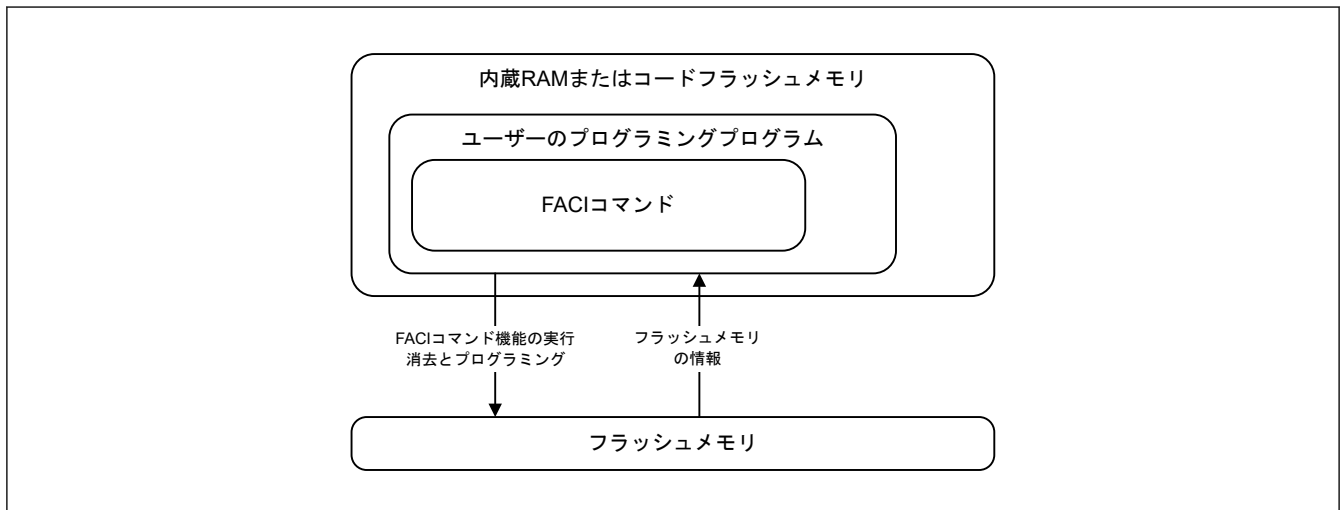 内蔵RAMまたはコードフラッシュメモリ
ユーザーのプログラミングプログラム
FACIコマンド
FACIコマンド機能の実行
消去とプログラミング
フラッシュメモリ
の情報
フラッシュメモリ